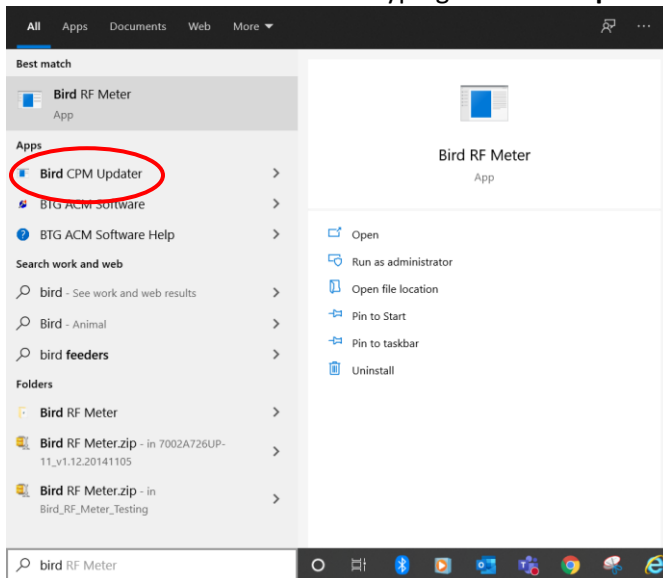 All Apps Documents Web More
Best match
Bird RF Meter
App
Apps
Bird CPM Updater
BTG ACM Software
BTG ACM Software Help
Search work and web
bird - See work and web results
Bird - Animal
bird feeders
Folders
Bird RF Meter
Bird RF Meter.zip - in 7002A726UP-
11_v1.12.20141105
Bird RF Meter.zip - in
Bird_RF_Meter_Testing
bird RF Meter
Bird RF Meter
App
Open
Run as administrator
Open file location
Pin to Start
Pin to taskbar
Uninstall